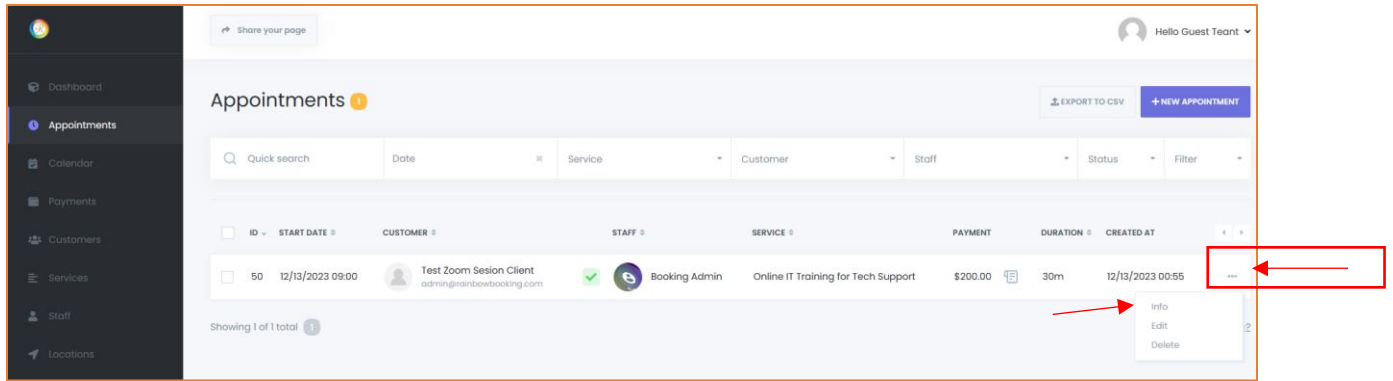 Share your page
Hello Guest Teant
Dashboard
Appointments
Calendar
Payments
Customers
Services
Staff
Locations
Appointments 1
EXPORT TO CSV
+ NEW APPOINTMENT
Quick search
Date
Service
Customer
Staff
Status
Filter
ID START DATE CUSTOMER STAFF SERVICE PAYMENT DURATION CREATED AT
50 12/13/2023 09:00 Test Zoom Sesion Client Booking Admin Online IT Training for Tech Support $200.00 30m 12/13/2023 00:55 ...
admin@rainbowbooking.com
Info
Edit
Delete
Showing 1 of 1 total 1
?